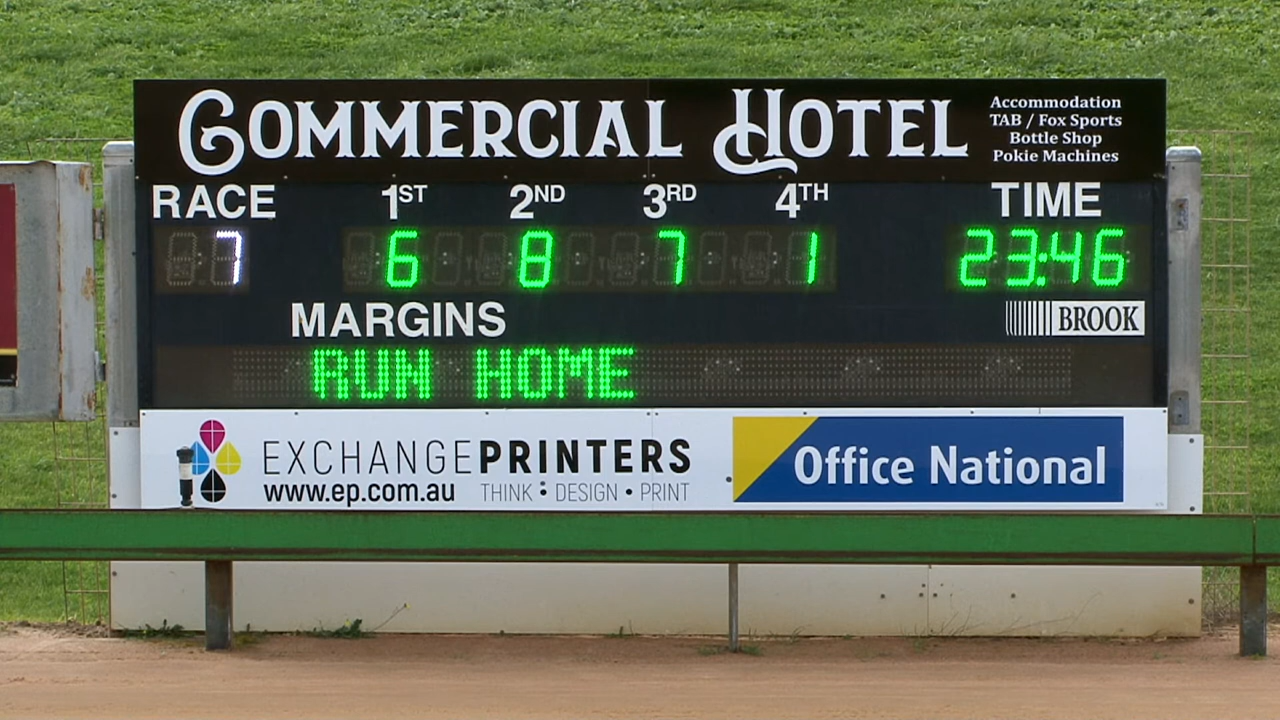 COMMERCIAL HOTEL
Accommodation
TAB / Fox Sports
Bottle Shop
Pokie Machines
RACE 1ST 2ND 3RD 4TH TIME
7 6 8 7 1 23:46
MARGINS
BROOK
RUN HOME
EXCHANGEPRINTERS
www.ep.com.au THINK • DESIGN • PRINT
Office National